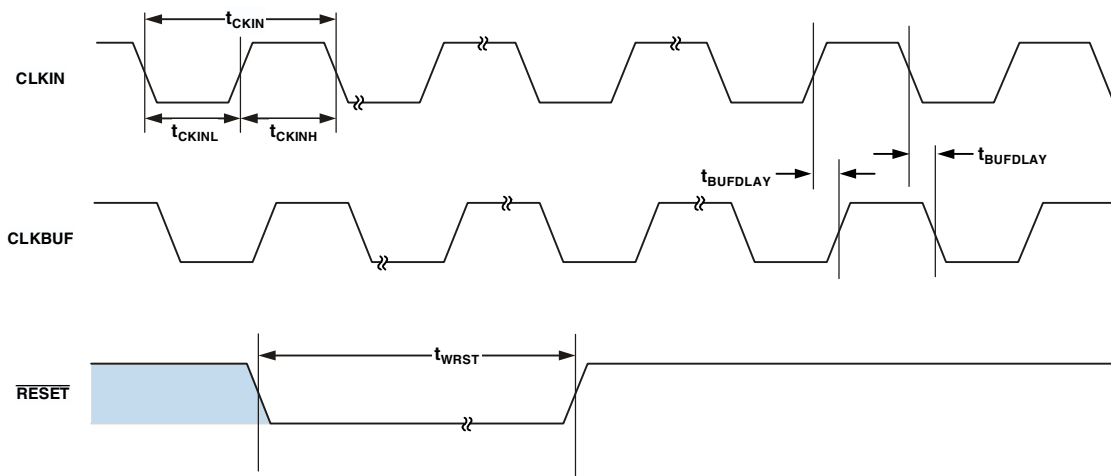 tCKIN
CLKIN
tCKINL
tCKINH
tBUFDLAY
tBUFDLAY
CLKBUF
tWRST
RESET